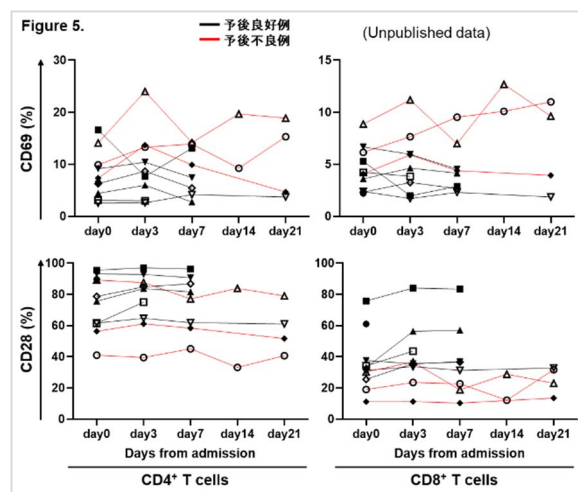 Figure 5.
予後良好例
予後不良例
(Unpublished data)
CD69 (%)
30
20
10
0
day0 day3 day7 day14 day21
15
10
5
0
day0 day3 day7 day14 day21
CD28 (%)
100
80
60
40
20
0
day0 day3 day7 day14 day21
Days from admission
CD4⁺ T cells
100
80
60
40
20
0
day0 day3 day7 day14 day21
Days from admission
CD8⁺ T cells